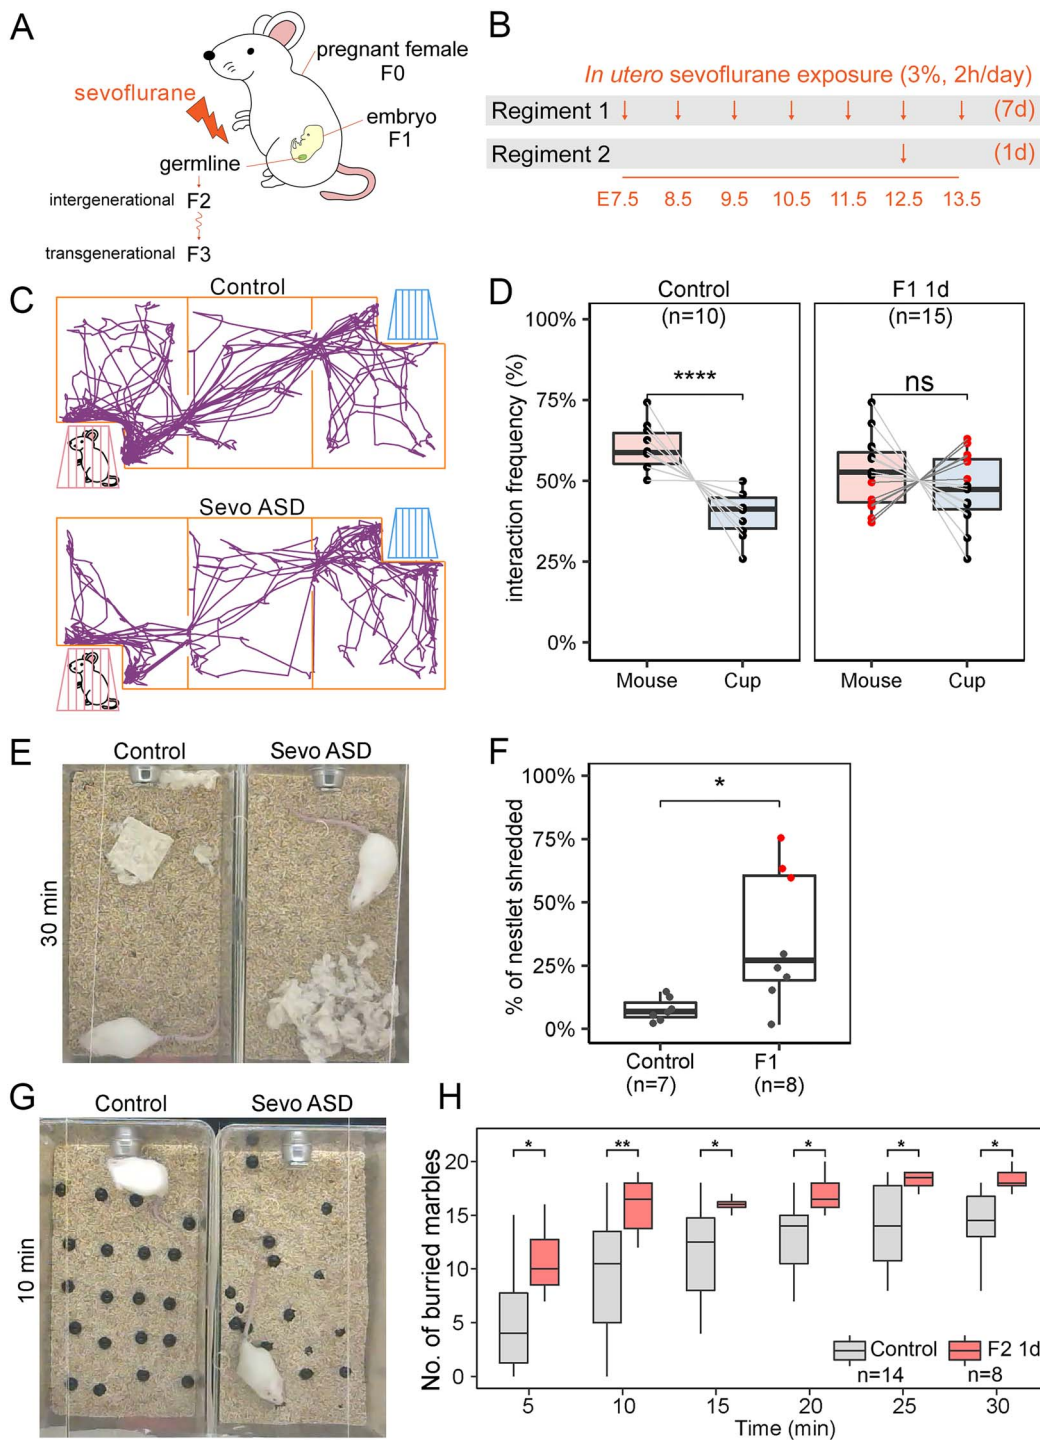 A
pregnant female
F0
sevoflurane
embryo
F1
germline
intergenerational F2
transgenerational F3
B
In utero sevoflurane exposure (3%, 2h/day)
Regiment 1 (7d)
Regiment 2 (1d)
E7.5 8.5 9.5 10.5 11.5 12.5 13.5
C
Control
Sevo ASD
D
Control F1 1d
(n=10) (n=15)
interaction frequency (%)
100%
75%
50%
25%
0%
****
ns
Mouse Cup Mouse Cup
E
Control Sevo ASD
30 min
F
% of nestlet shredded
100%
75%
50%
25%
0%
*
Control F1
(n=7) (n=8)
G
Control Sevo ASD
10 min
H
No. of burried marbles
20
15
10
5
0
* ** * * * *
Control F2 1d
n=14 n=8
5 10 15 20 25 30
Time (min)